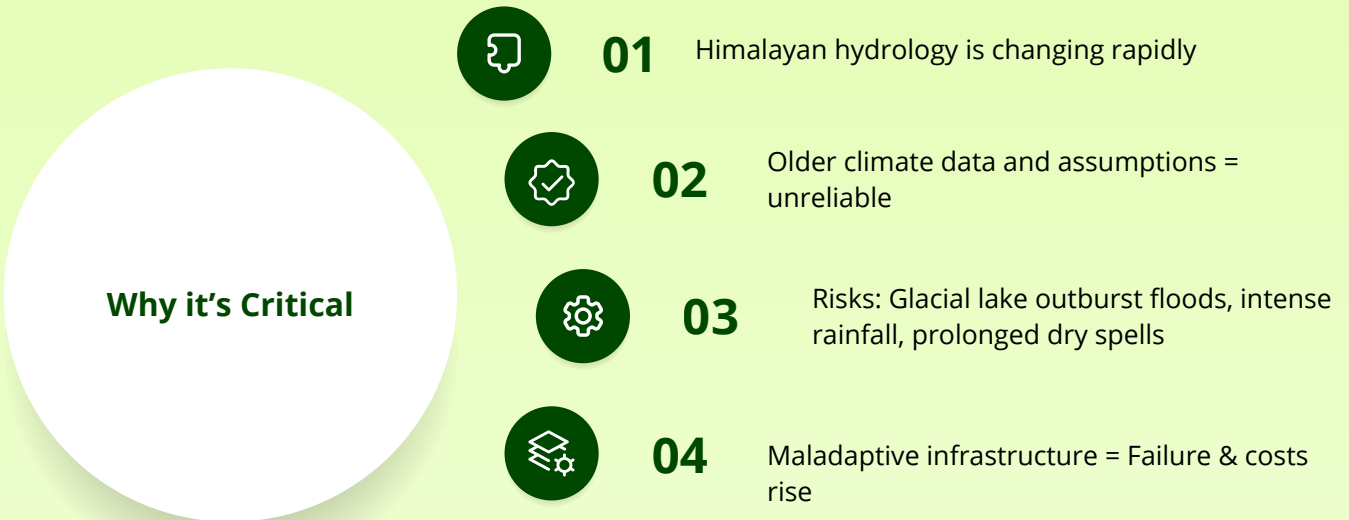 Why it’s Critical
01
Himalayan hydrology is changing rapidly
02
Older climate data and assumptions =
unreliable
03
Risks: Glacial lake outburst floods, intense
rainfall, prolonged dry spells
04
Maladaptive infrastructure = Failure & costs
rise